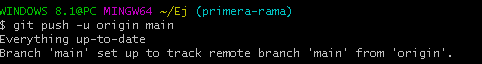 WINDOWS 8.1@PC MINGW64 ~/Ej (primera-rama)
$ git push -u origin main
Everything up-to-date
Branch 'main' set up to track remote branch 'main' from 'origin'.